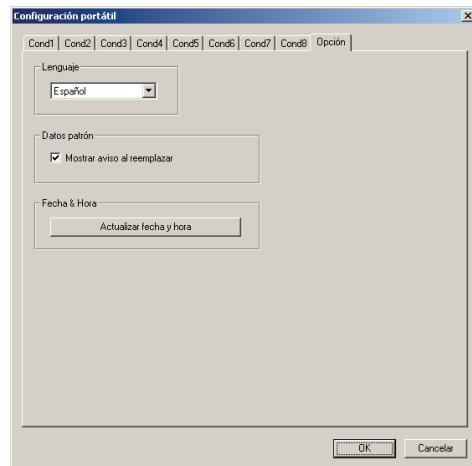 Configuración portátil
Cond1 Cond2 Cond3 Cond4 Cond5 Cond6 Cond7 Cond8 Opción
Lenguaje
Español
Datos patrón
Mostrar aviso al reemplazar
Fecha & Hora
Actualizar fecha y hora
OK Cancelar